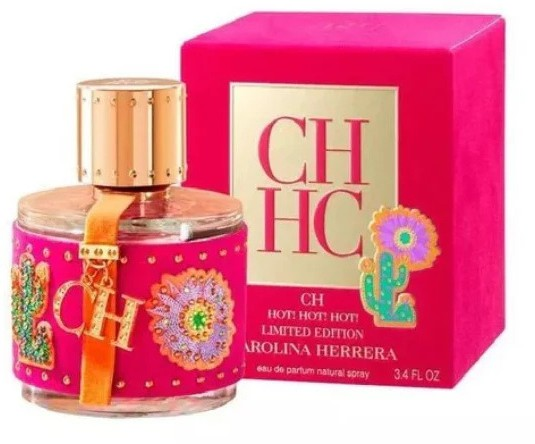 CH
HC
CH
HOT! HOT! HOT!
LIMITED EDITION
AROLINA HERRERA
eau de parfum natural spray
3.4 FL OZ
CH